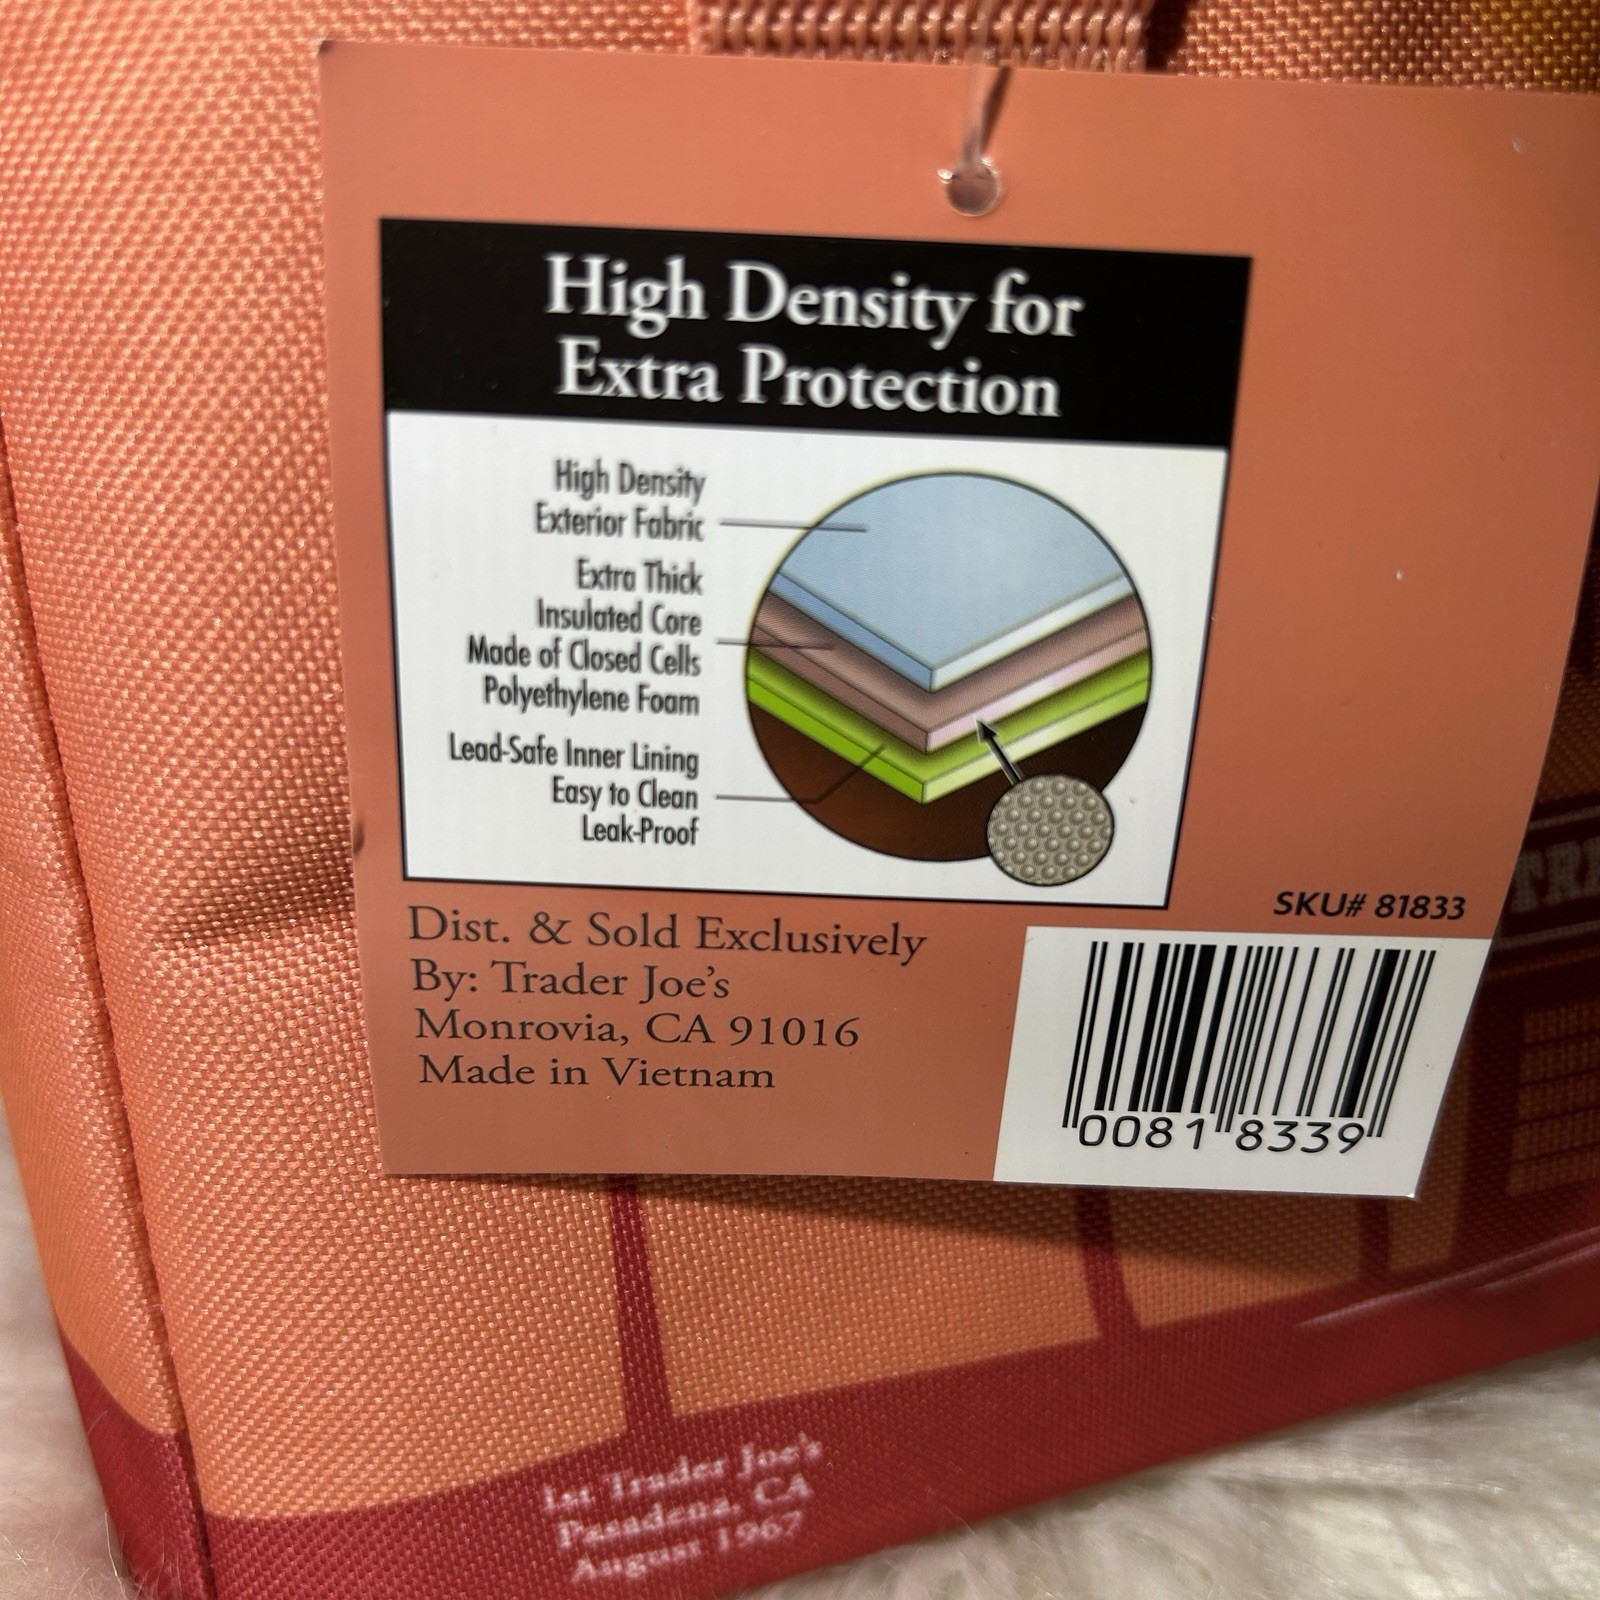 High Density for
Extra Protection
High Density
Exterior Fabric
Extra Thick
Insulated Core
Made of Closed Cells
Polyethylene Foam
Lead-Safe Inner Lining
Easy to Clean
Leak-Proof
SKU# 81833
Dist. & Sold Exclusively
By: Trader Joe's
Monrovia, CA 91016
Made in Vietnam
0081 8339
1st Trader Joe's
Pasadena, CA
August 1967